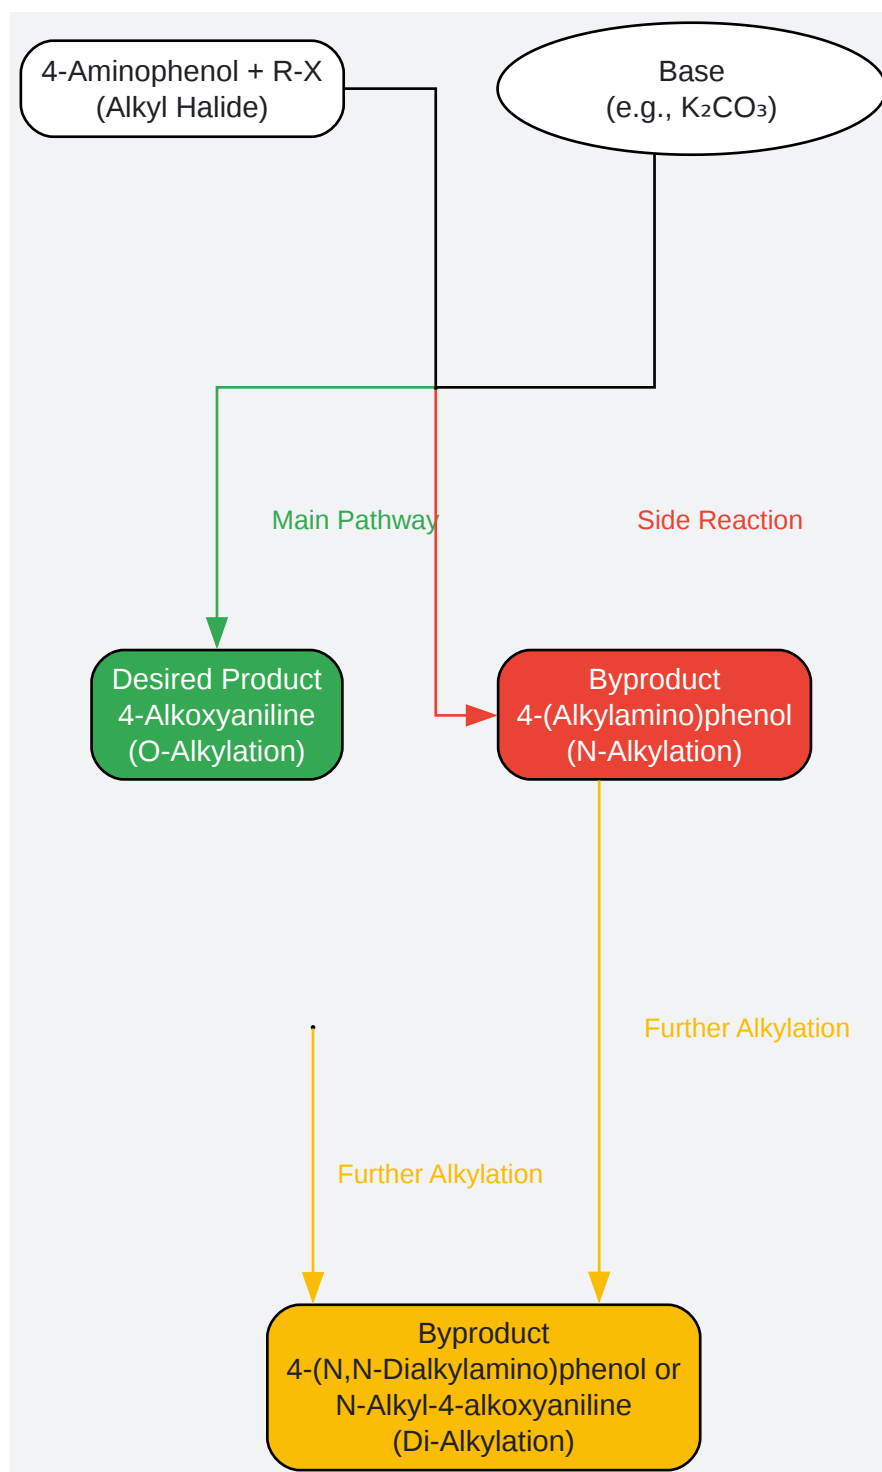 4-Aminophenol + R-X
(Alkyl Halide)
Base
(e.g., K₂CO₃)
Main Pathway
Side Reaction
Desired Product
4-Alkoxyaniline
(O-Alkylation)
Byproduct
4-(Alkylamino)phenol
(N-Alkylation)
Further Alkylation
Further Alkylation
Byproduct
4-(N,N-Dialkylamino)phenol or
N-Alkyl-4-alkoxyaniline
(Di-Alkylation)